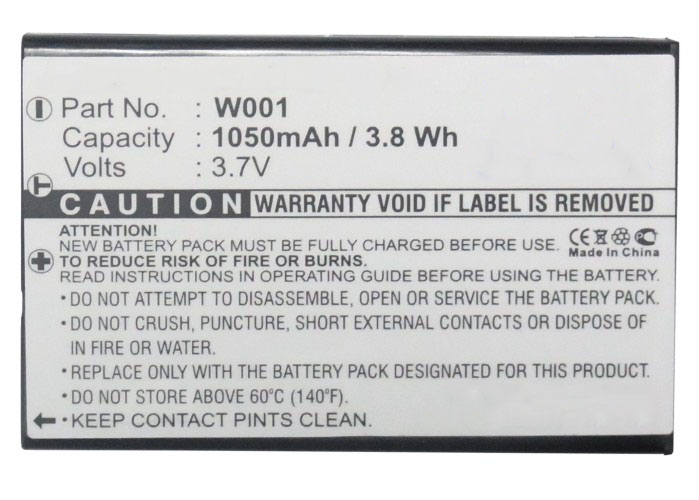 Part No. : W001
Capacity : 1050mAh / 3.8 Wh
Volts : 3.7V
CAUTION WARRANTY VOID IF LABEL IS REMOVED
ATTENTION!
NEW BATTERY PACK MUST BE FULLY CHARGED BEFORE USE.
TO REDUCE RISK OF FIRE OR BURNS.
READ INSTRUCTIONS IN OPERATING GUIDE BEFORE USING THE BATTERY.
CE
Made In China
• DO NOT ATTEMPT TO DISASSEMBLE, OPEN OR SERVICE THE BATTERY PACK.
• DO NOT CRUSH, PUNCTURE, SHORT EXTERNAL CONTACTS OR DISPOSE OF
IN FIRE OR WATER.
• REPLACE ONLY WITH THE BATTERY PACK DESIGNATED FOR THIS PRODUCT.
• DO NOT STORE ABOVE 60°C (140°F).
• KEEP CONTACT PINTS CLEAN.